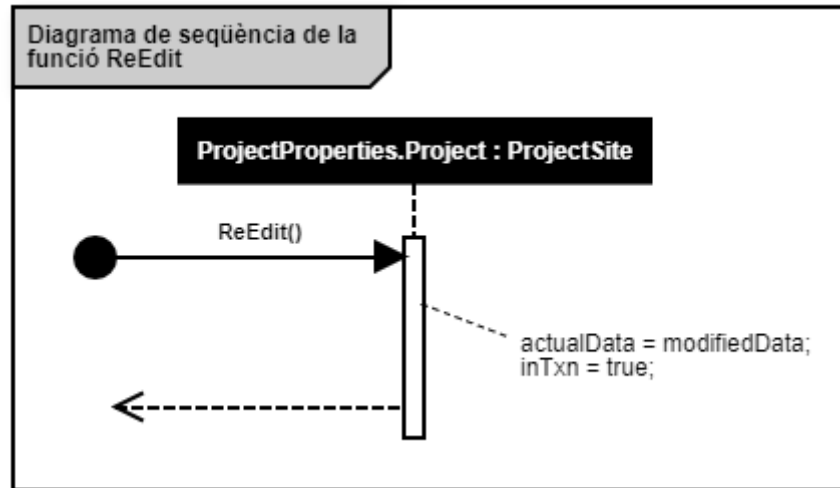 Diagrama de seqüència de la
funció ReEdit
ProjectProperties.Project : ProjectSite
ReEdit()
actualData = modifiedData;
inTxn = true;